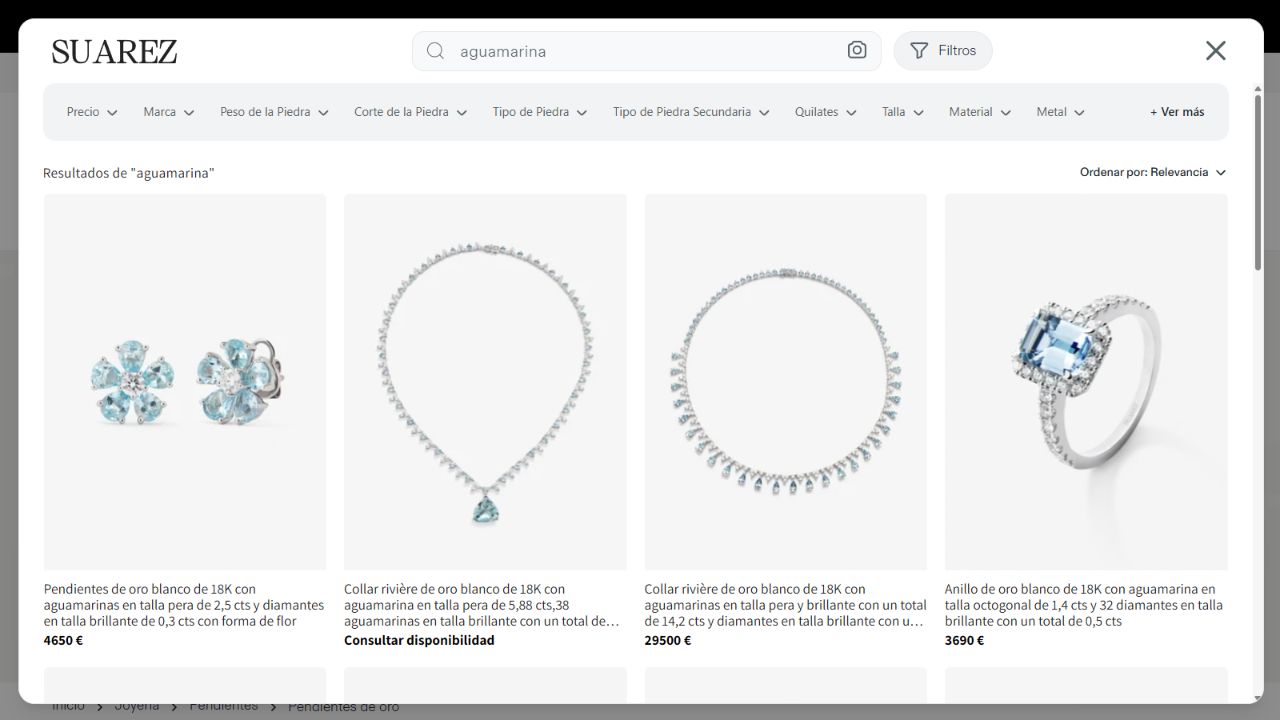 SUAREZ
aguamarina
Filtros
Precio
Marca
Peso de la Piedra
Corte de la Piedra
Tipo de Piedra
Tipo de Piedra Secundaria
Quilates
Talla
Material
Metal
+ Ver más
Resultados de "aguamarina"
Ordenar por: Relevancia
Pendientes de oro blanco de 18K con
aguamarinas en talla pera de 2,5 cts y diamantes
en talla brillante de 0,3 cts con forma de flor
4650 €
Collar rivière de oro blanco de 18K con
aguamarina en talla pera de 5,88 cts,38
aguamarinas en talla brillante con un total de…
Consultar disponibilidad
Collar rivière de oro blanco de 18K con
aguamarinas en talla pera y brillante con un total
de 14,2 cts y diamantes en talla brillante con u…
29500 €
Anillo de oro blanco de 18K con aguamarina en
talla octogonal de 1,4 cts y 32 diamantes en talla
brillante con un total de 0,5 cts
3690 €
Inicio > Joyería > Pendientes > Pendientes de oro